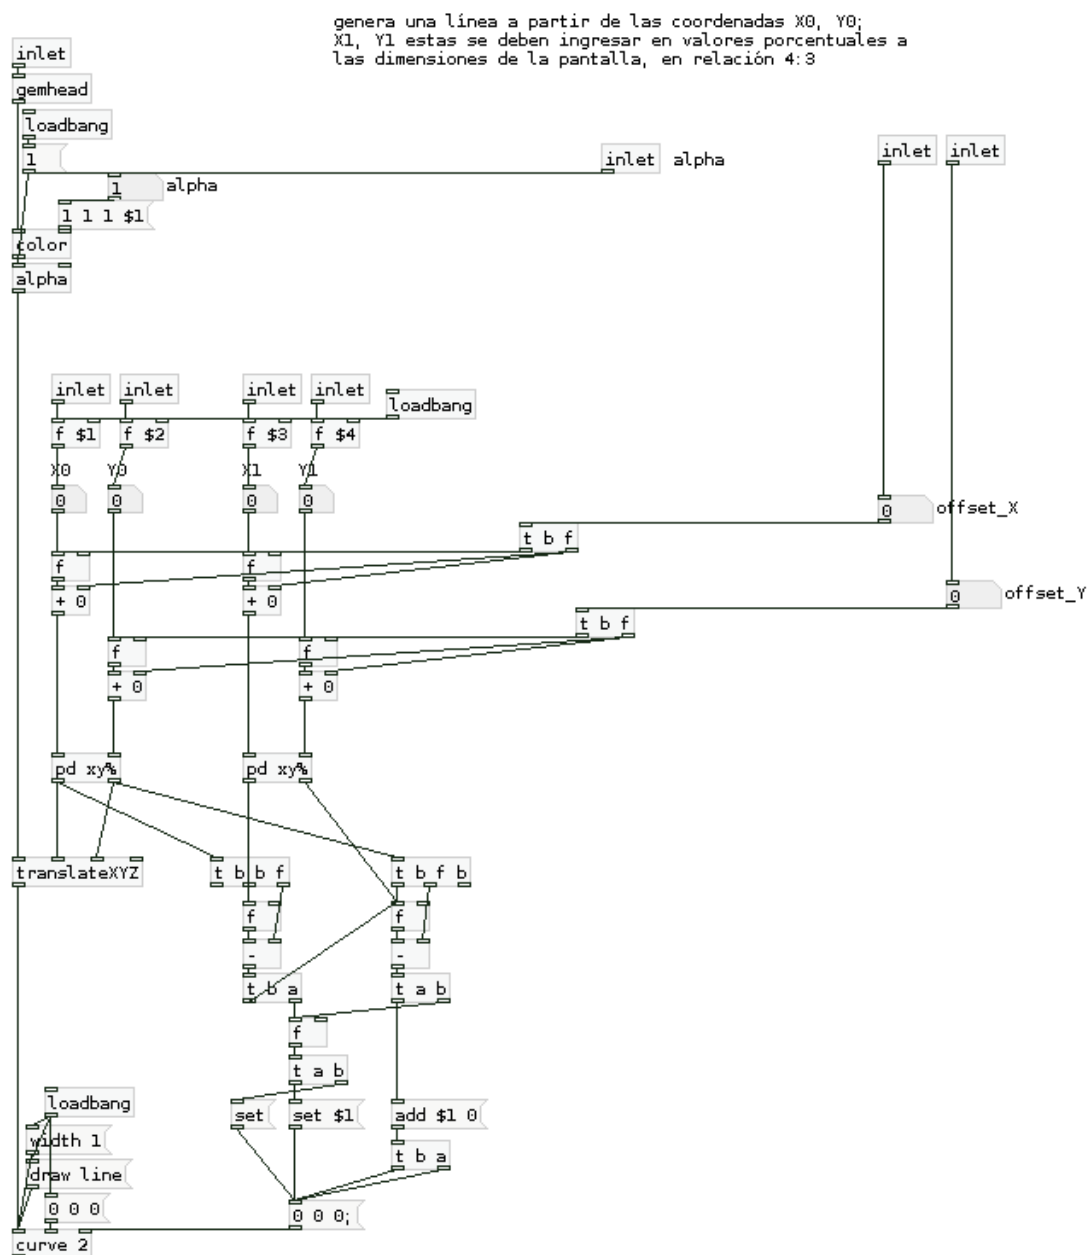 genera una línea a partir de las coordenadas X0, Y0;
X1, Y1 estas se deben ingresar en valores porcentuales a
las dimensiones de la pantalla, en relación 4:3
inlet
gemhead
loadbang
1
inlet alpha
inlet inlet
1 alpha
1 1 1 $1
color
alpha
inlet inlet inlet inlet
loadbang
f $1 f $2 f $3 f $4
X0 Y0 X1 Y1
0 0 0 0
0 offset_X
t b f
f f
+ 0 + 0
0 offset_Y
t b f
f f
+ 0 + 0
pd xy% pd xy%
translateXYZ t b b f t b f b
f f
- -
t b a t a b
f
t a b
loadbang
set set $1 add $1 0
width 1
t b a
draw line
0 0 0
0 0 0;
curve 2